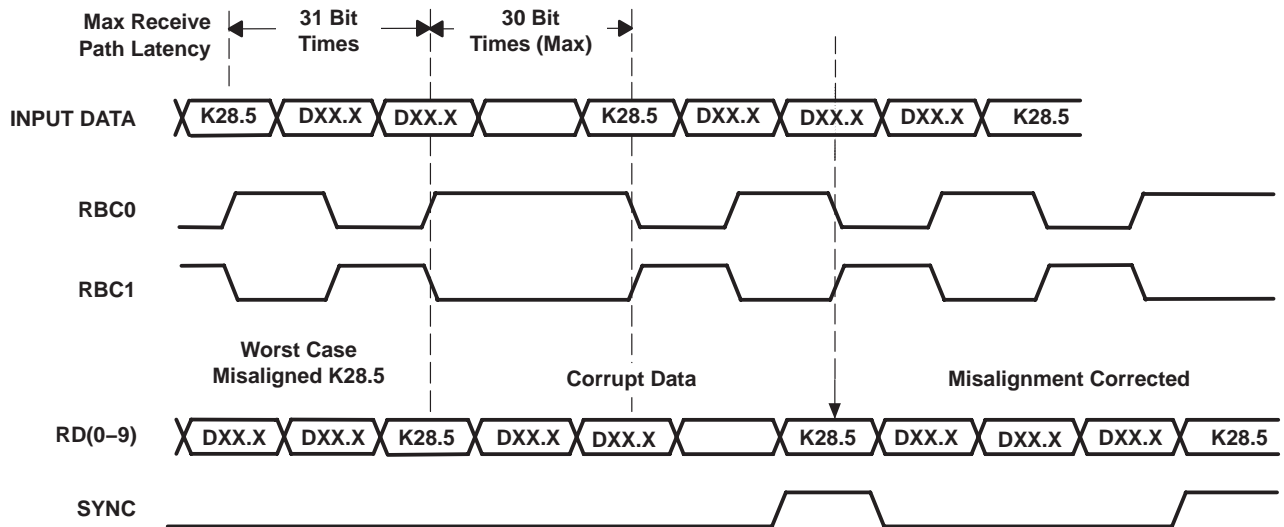 Max Receive
Path Latency
31 Bit
Times
30 Bit
Times (Max)
INPUT DATA
K28.5 DXX.X DXX.X K28.5 DXX.X DXX.X DXX.X K28.5
RBC0
RBC1
Worst Case
Misaligned K28.5
Corrupt Data
Misalignment Corrected
RD(0–9)
DXX.X DXX.X K28.5 DXX.X DXX.X K28.5 DXX.X DXX.X DXX.X K28.5
SYNC